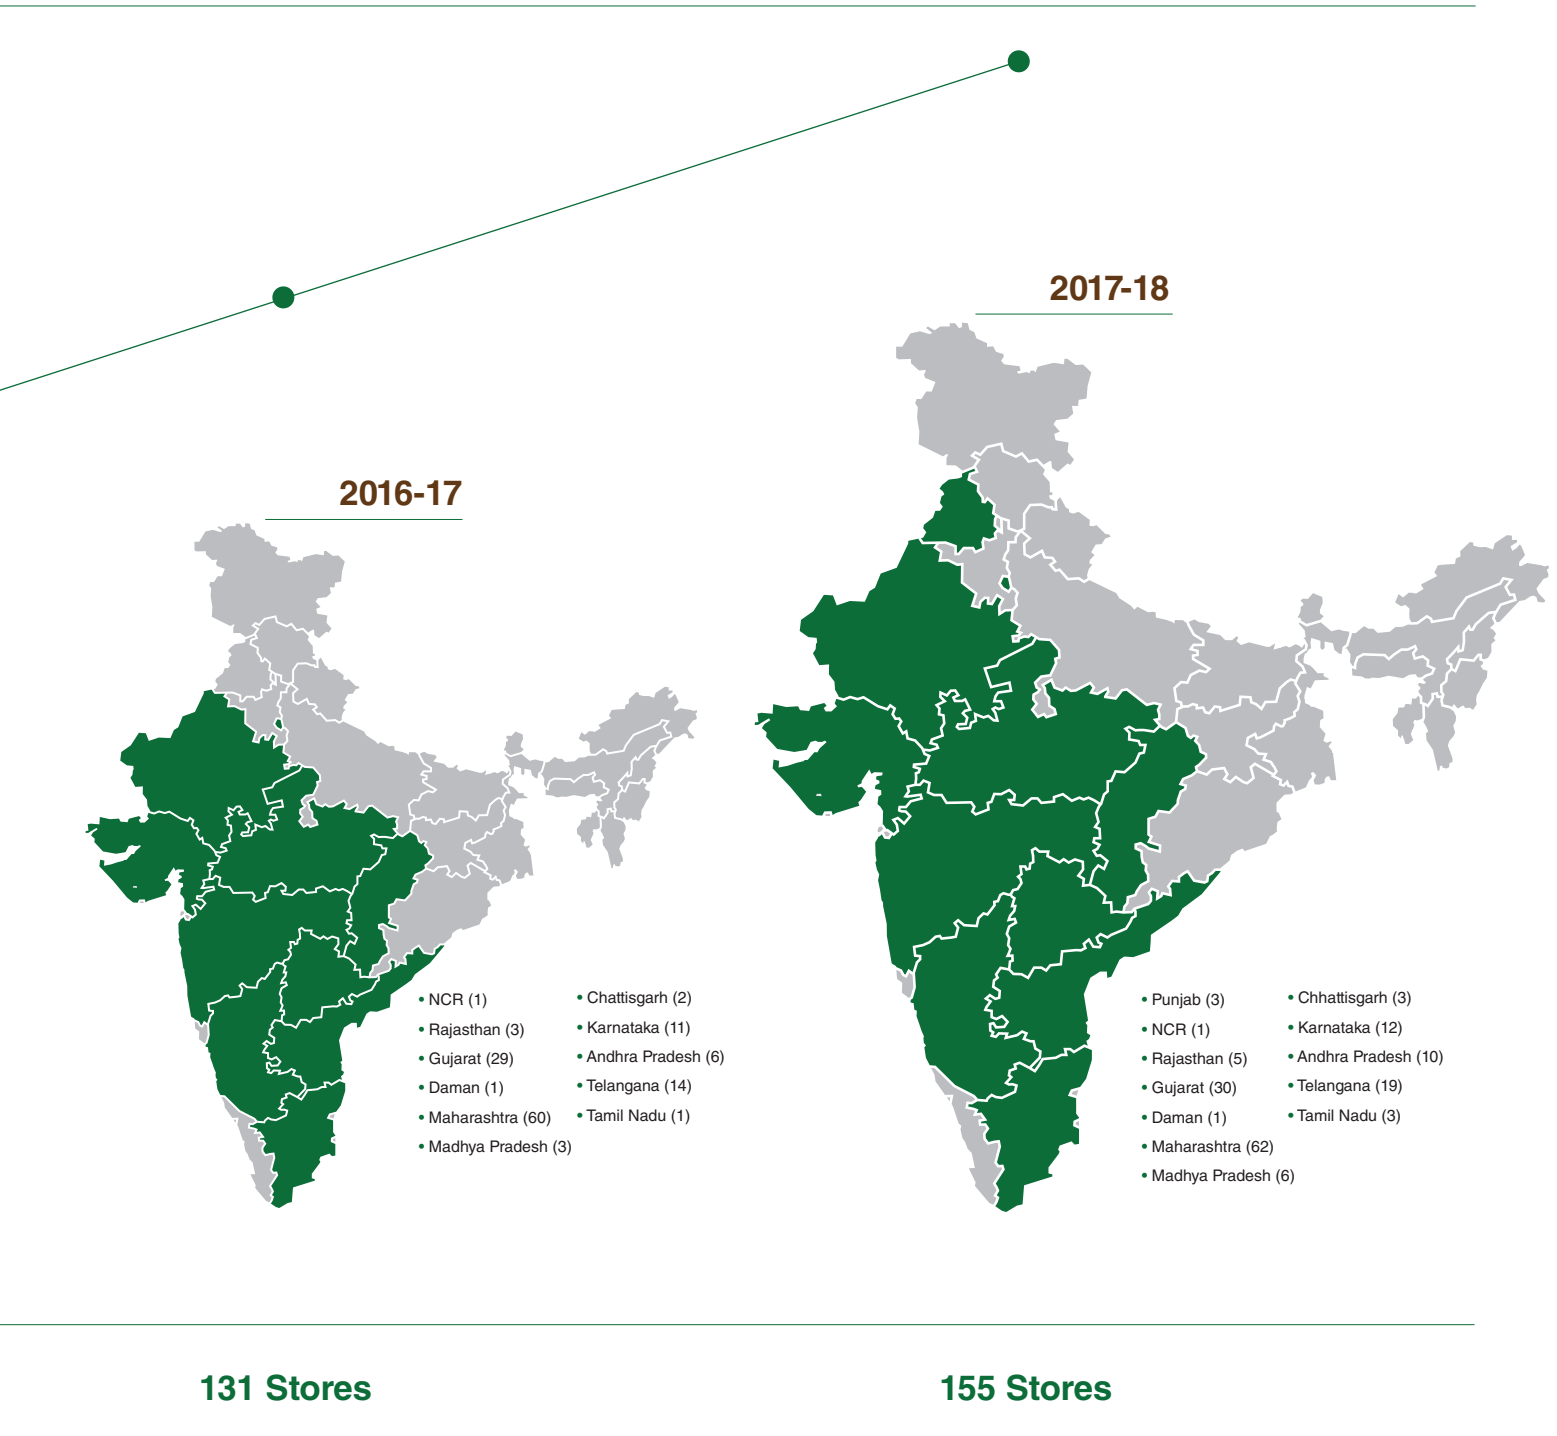 2016-17
• NCR (1)
• Rajasthan (3)
• Gujarat (29)
• Daman (1)
• Maharashtra (60)
• Madhya Pradesh (3)
• Chattisgarh (2)
• Karnataka (11)
• Andhra Pradesh (6)
• Telangana (14)
• Tamil Nadu (1)
131 Stores
2017-18
• Punjab (3)
• NCR (1)
• Rajasthan (5)
• Gujarat (30)
• Daman (1)
• Maharashtra (62)
• Madhya Pradesh (6)
• Chhattisgarh (3)
• Karnataka (12)
• Andhra Pradesh (10)
• Telangana (19)
• Tamil Nadu (3)
155 Stores